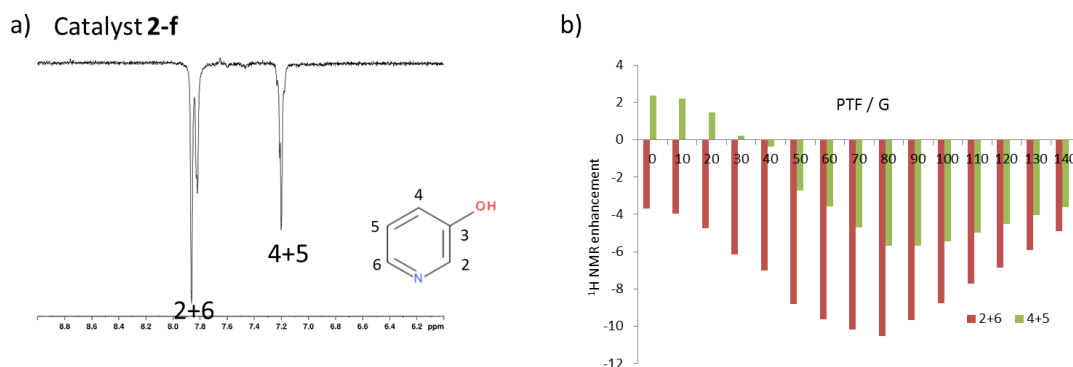 a) Catalyst 2-f
2+6
4+5
4
OH
5
3
6
2
N
8.8 8.6 8.4 8.2 8.0 7.8 7.6 7.4 7.2 7.0 6.8 6.6 6.4 6.2 ppm
b)
PTF / G
¹H NMR enhancement
4
2
0
-2
-4
-6
-8
-10
-12
0 10 20 30 40 50 60 70 80 90 100 110 120 130 140
2+6 4+5